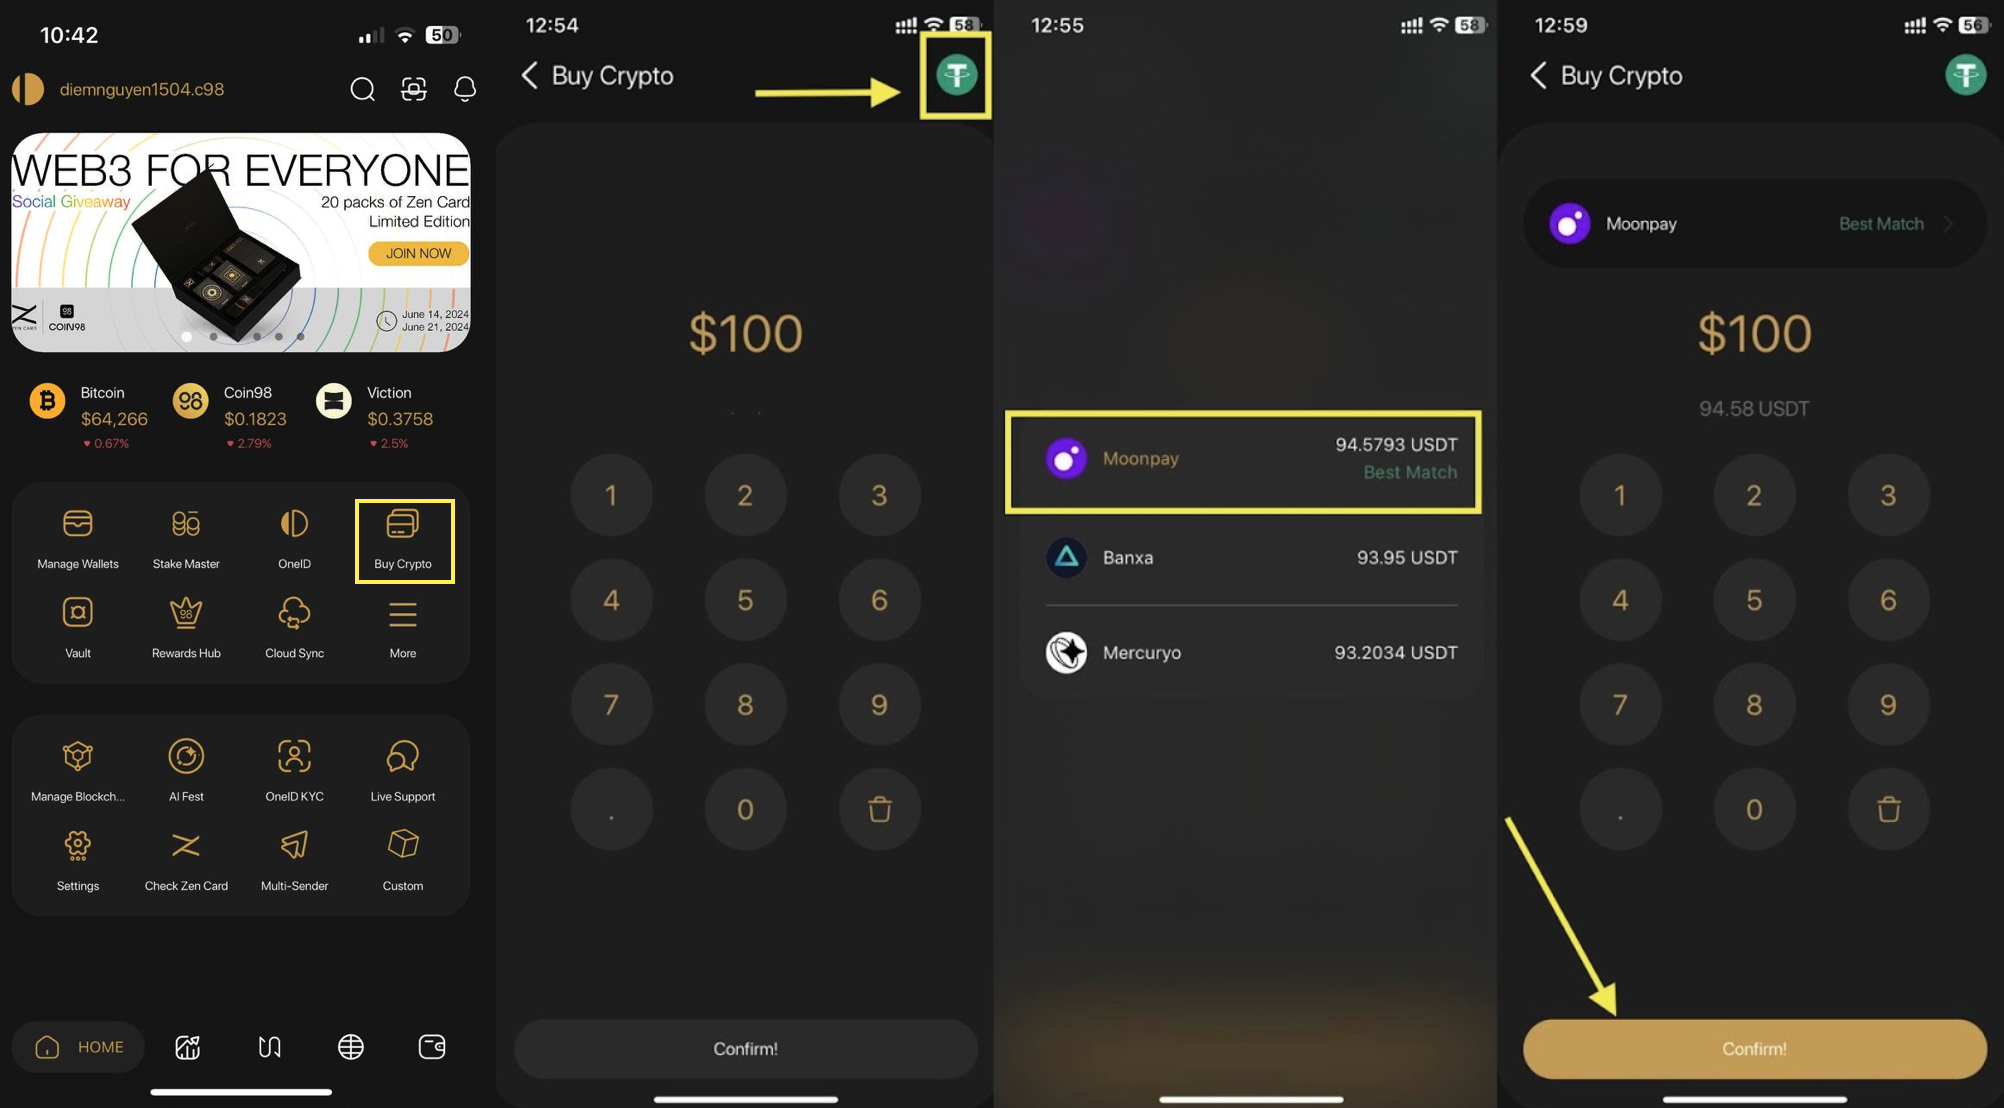 10:42
50
diemnguyen1504.c98
WEB3 FOR EVERYONE
Social Giveaway
20 packs of Zen Card
Limited Edition
JOIN NOW
98
COIN98
June 14, 2024
June 21, 2024
Bitcoin
$64,266
0.67%
Coin98
$0.1823
2.79%
Viction
$0.3758
2.5%
Manage Wallets
Stake Master
OneID
Buy Crypto
Vault
Rewards Hub
Cloud Sync
More
Manage Blockch...
AI Fest
OneID KYC
Live Support
Settings
Check Zen Card
Multi-Sender
Custom
HOME
12:54
58
Buy Crypto
$100
1 2 3
4 5 6
7 8 9
. 0
Confirm!
12:55
58
Moonpay
94.5793 USDT
Best Match
Banxa
93.95 USDT
Mercuryo
93.2034 USDT
12:59
56
Buy Crypto
Moonpay
Best Match
$100
94.58 USDT
1 2 3
4 5 6
7 8 9
. 0
Confirm!